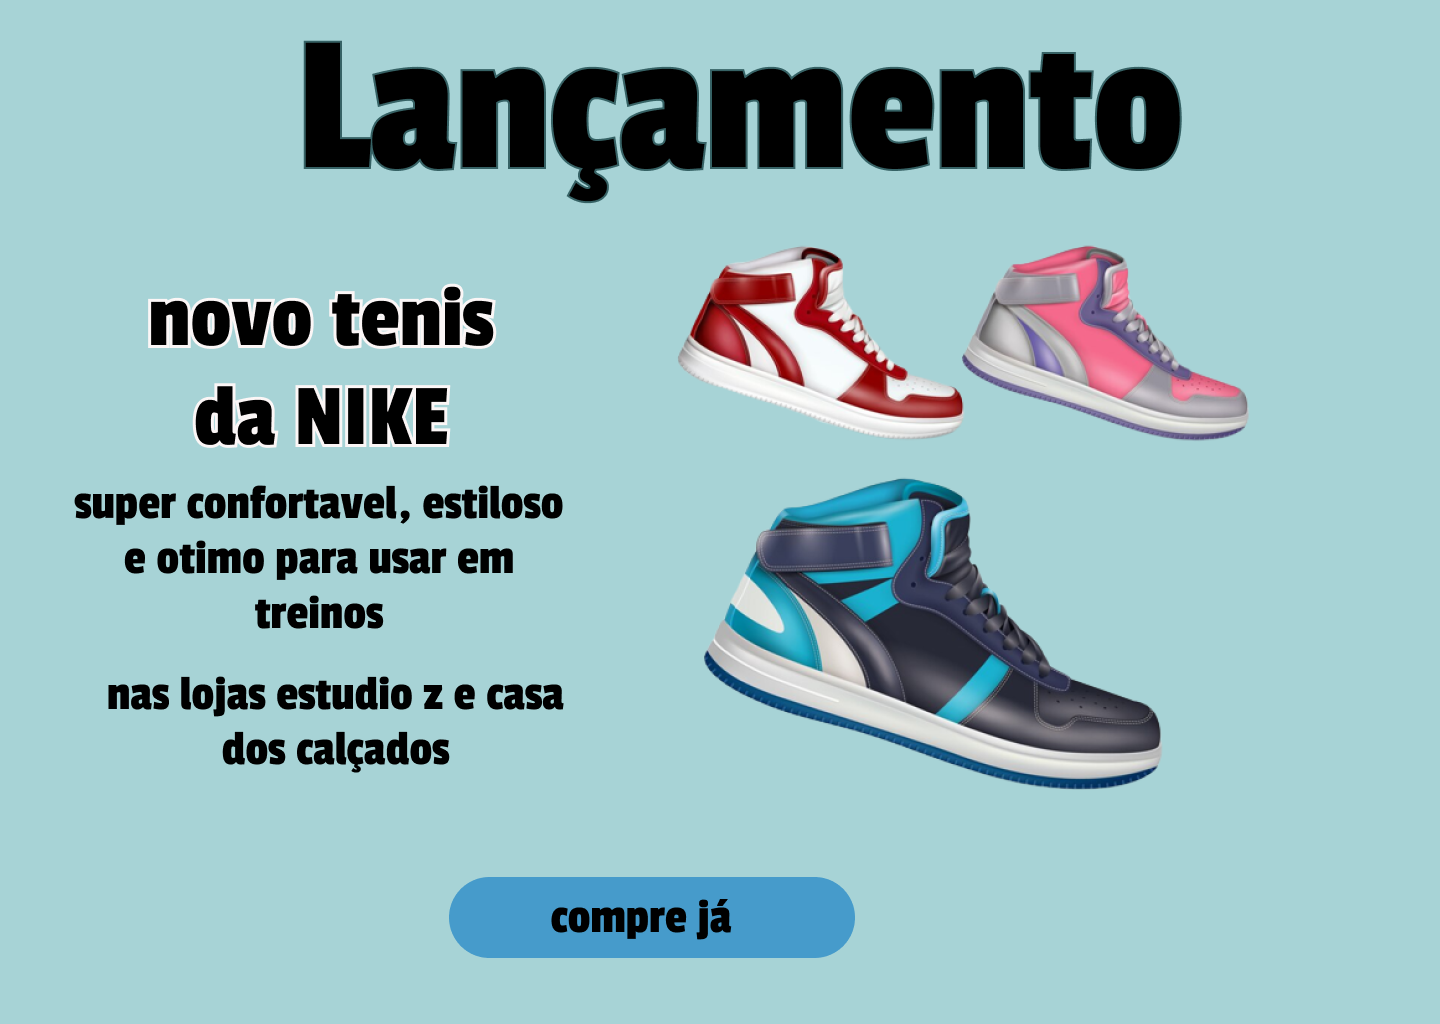 Lançamento
novo tenis
da NIKE
super confortavel, estiloso
e otimo para usar em
treinos
nas lojas estudio z e casa
dos calçados
compre já